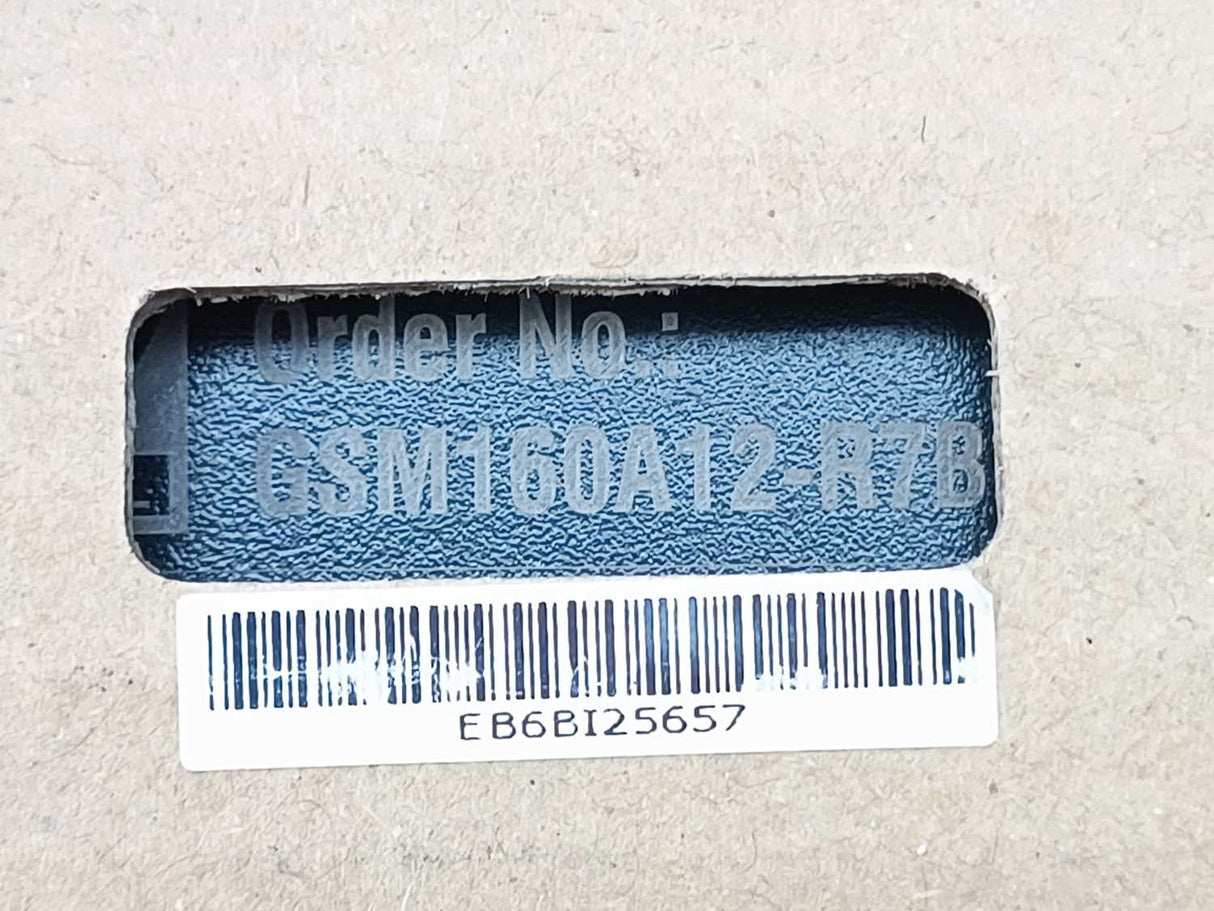 Order No.:
GSM160A12-R7B
EB6BI25657